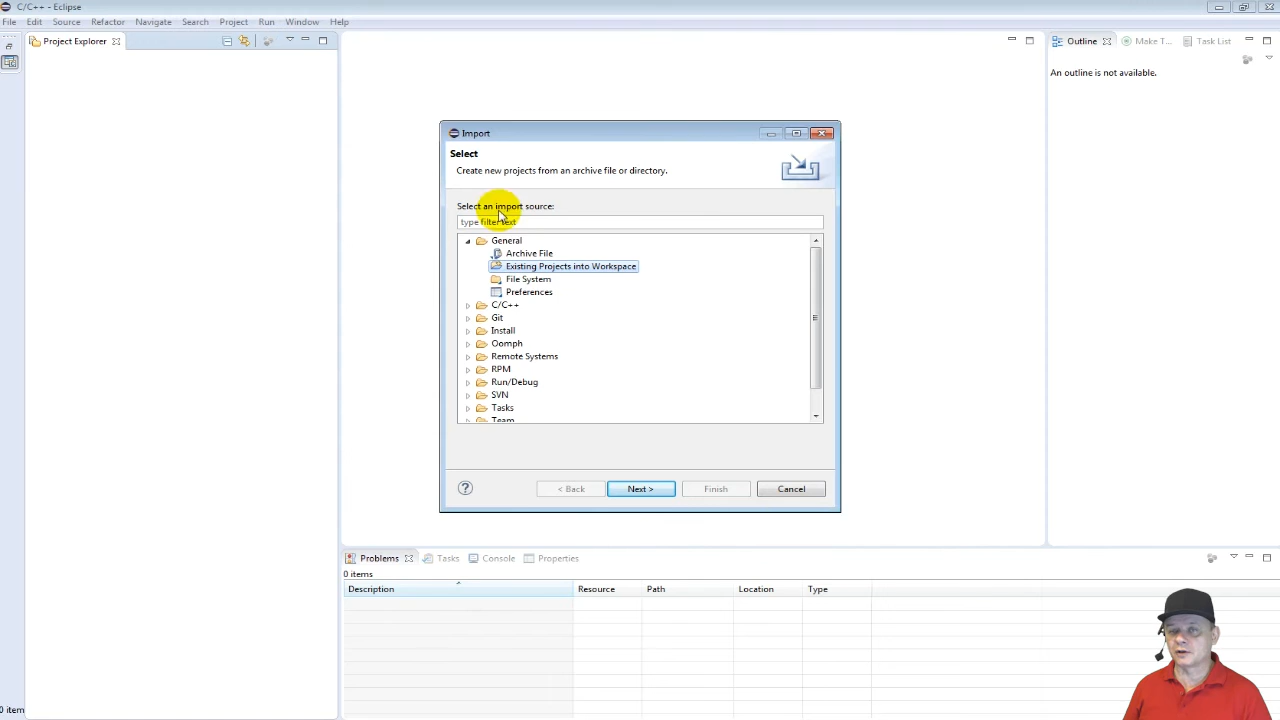 C/C++ - Eclipse
File Edit Source Refactor Navigate Search Project Run Window Help
Project Explorer
Outline Make T... Task List
An outline is not available.
Import
Select
Create new projects from an archive file or directory.
Select an import source:
type filter text
General
Archive File
Existing Projects into Workspace
File System
Preferences
C/C++
Git
Install
Oomph
Remote Systems
RPM
Run/Debug
SVN
Tasks
Team
? < Back Next > Finish Cancel
Problems Tasks Console Properties
0 items
Description Resource Path Location Type
0 item